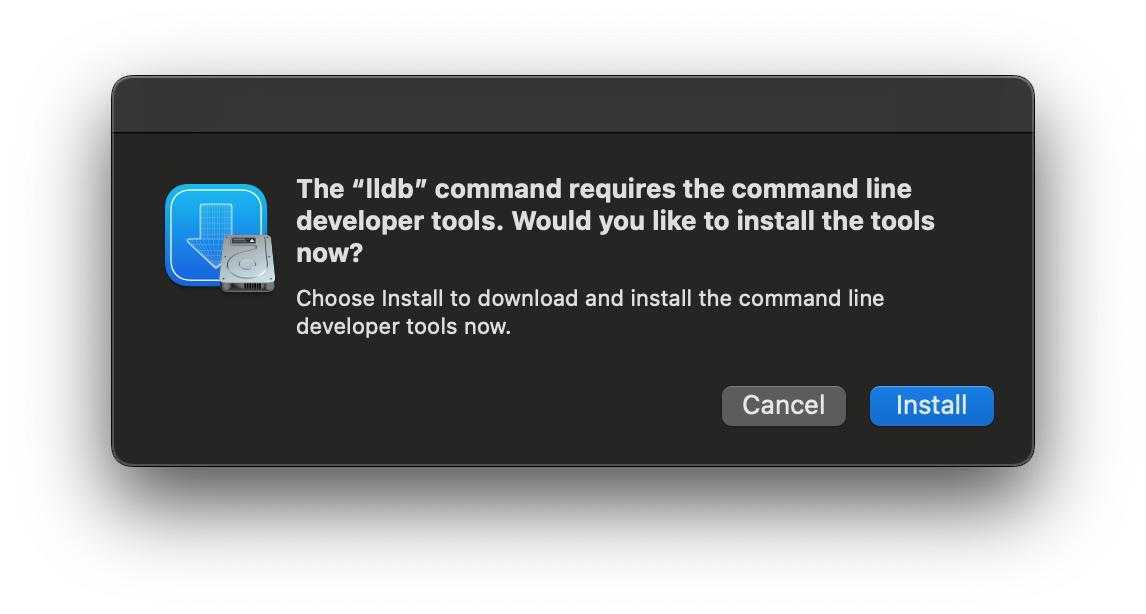 The “lldb” command requires the command line
developer tools. Would you like to install the tools
now?
Choose Install to download and install the command line
developer tools now.
Cancel
Install